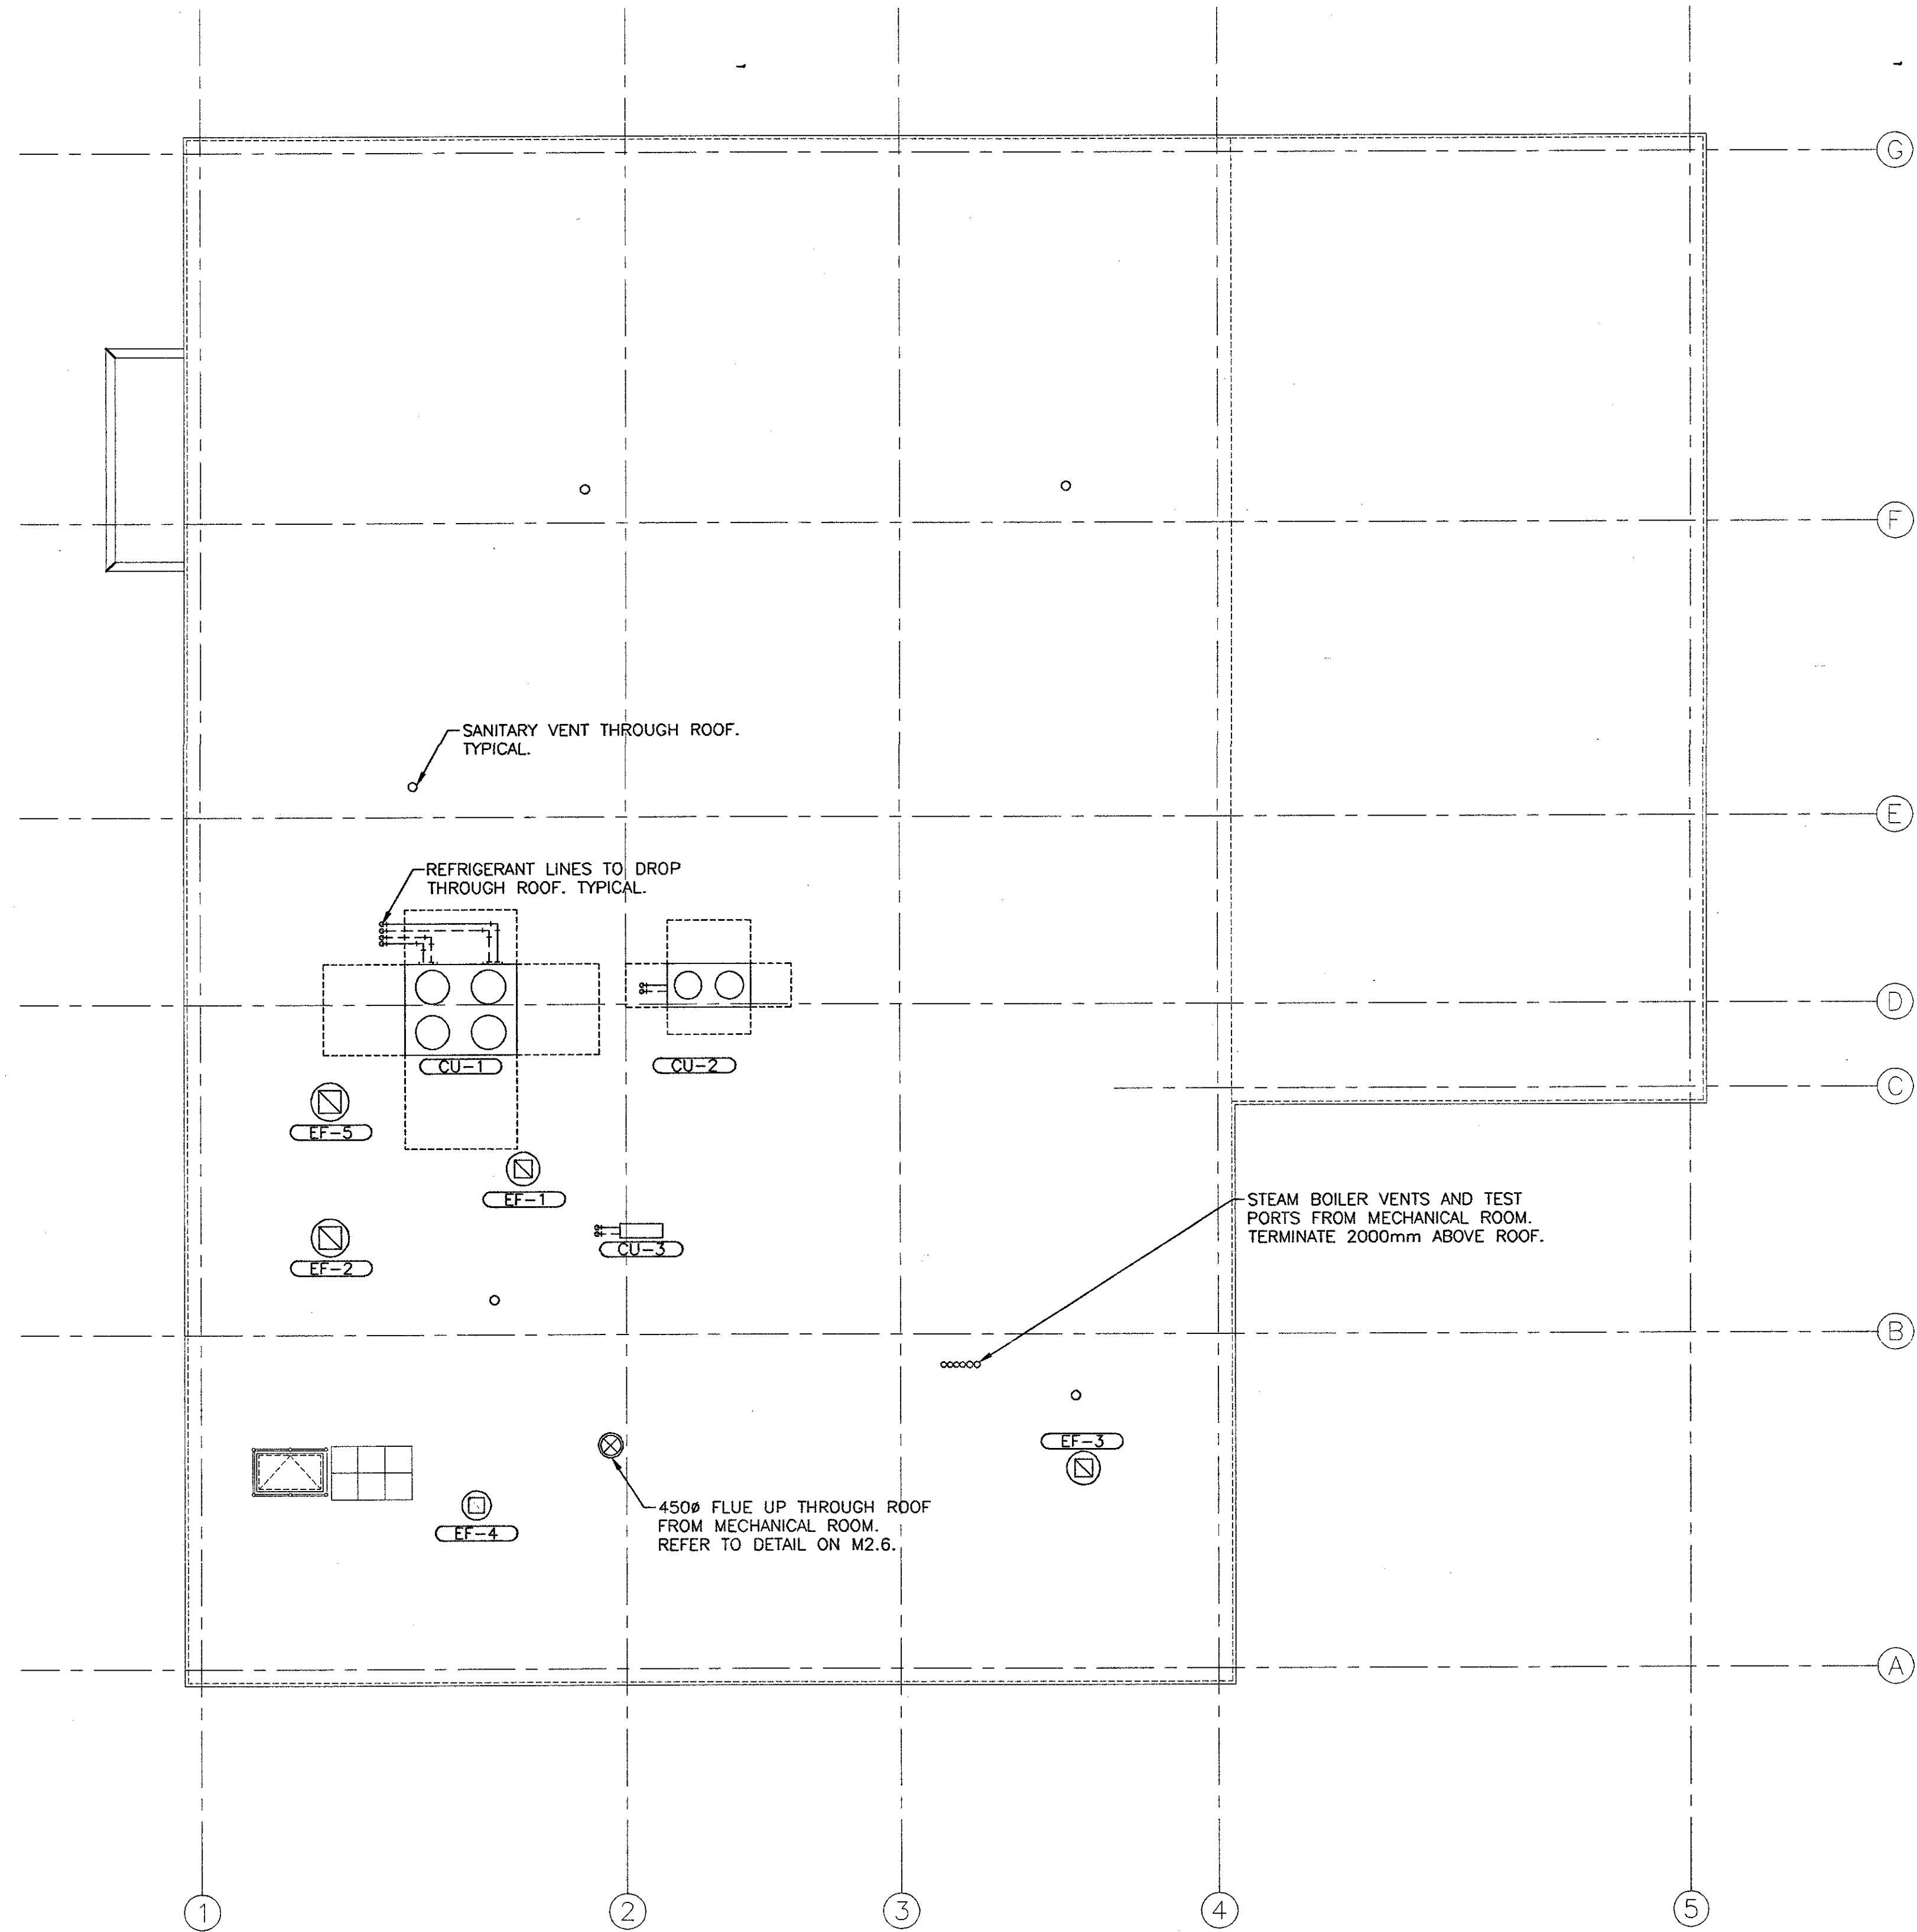 G
F
SANITARY VENT THROUGH ROOF.
TYPICAL.
E
REFRIGERANT LINES TO DROP
THROUGH ROOF. TYPICAL.
D
CU-1
CU-2
C
EF-5
EF-1
STEAM BOILER VENTS AND TEST
PORTS FROM MECHANICAL ROOM.
TERMINATE 2000mm ABOVE ROOF.
CU-3
EF-2
B
EF-3
450ø FLUE UP THROUGH ROOF
FROM MECHANICAL ROOM.
REFER TO DETAIL ON M2.6.
EF-4
A
1
2
3
4
5